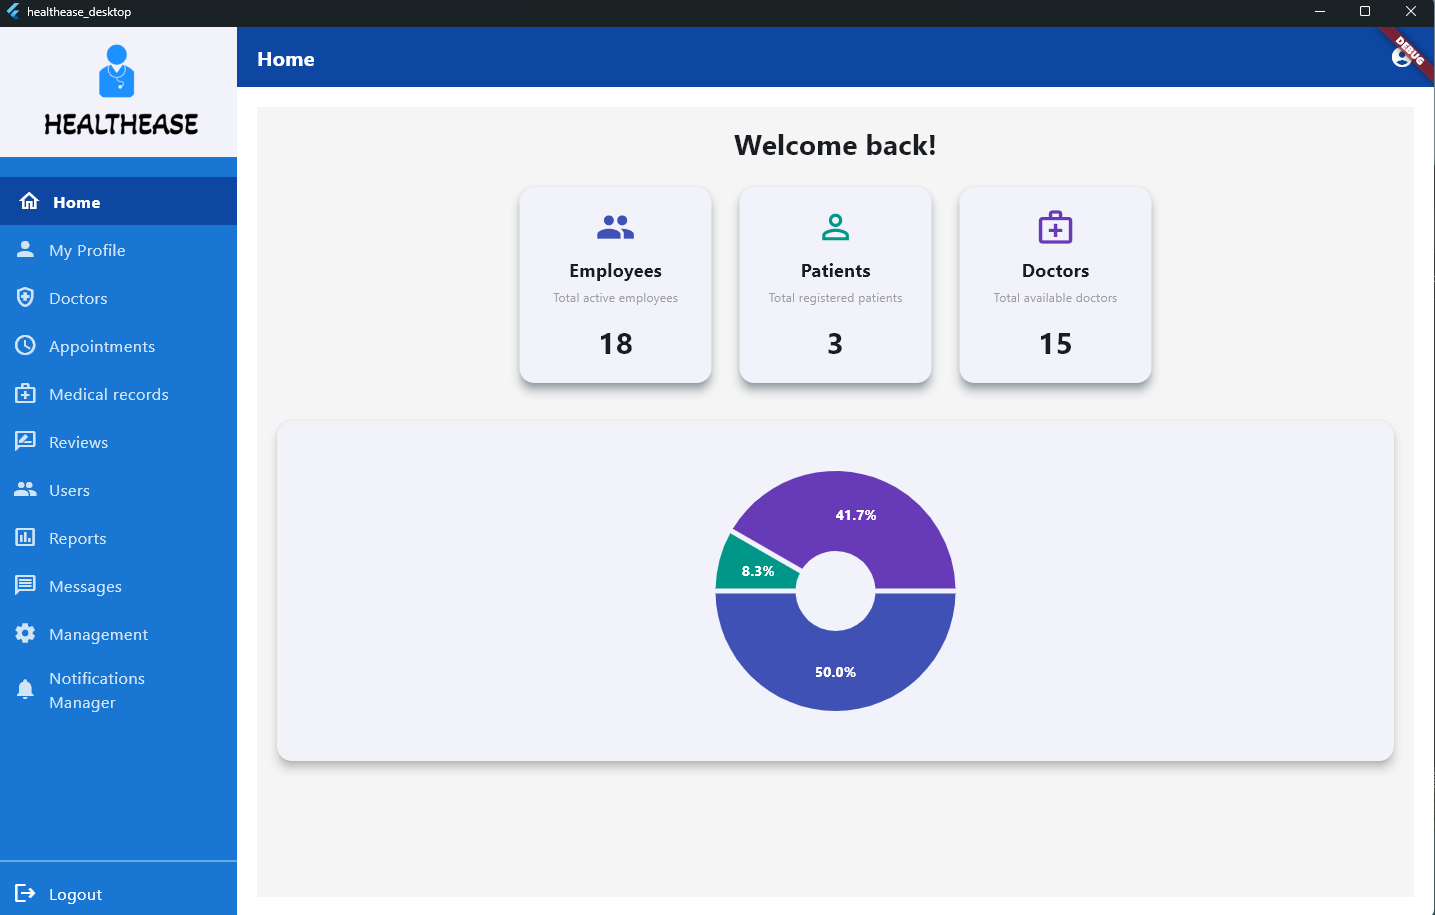 healthease_desktop
HEALTHEASE
Home
My Profile
Doctors
Appointments
Medical records
Reviews
Users
Reports
Messages
Management
Notifications
Manager
Logout
Home
DEBUG
Welcome back!
Employees
Total active employees
18
Patients
Total registered patients
3
Doctors
Total available doctors
15
41.7%
8.3%
50.0%